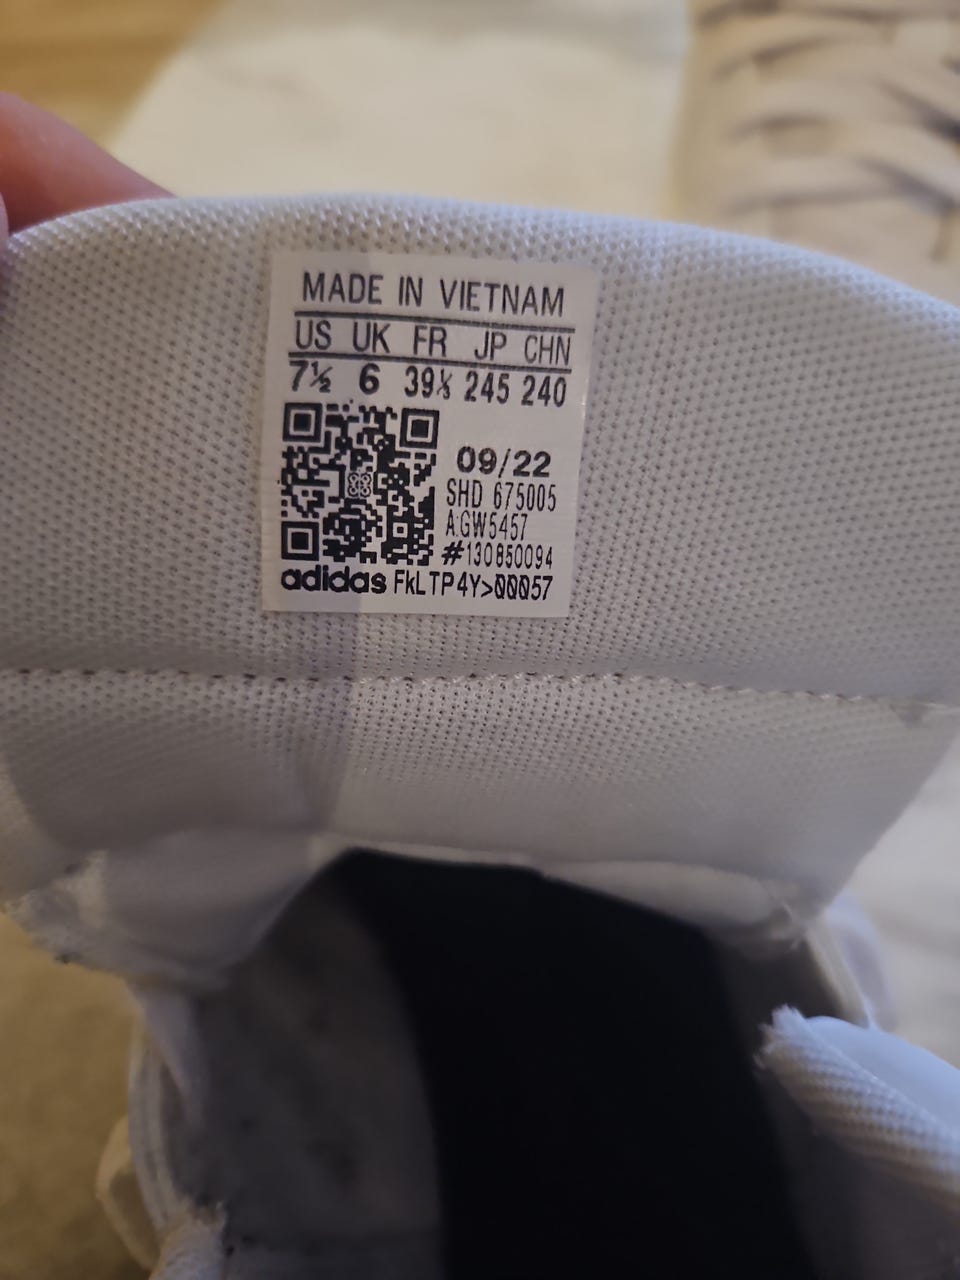 MADE IN VIETNAM
US UK FR JP CHN
7½ 6 39⅓ 245 240
09/22
SHD 675005
A:GW5457
#130850094
adidas FkLTP4Y>00057